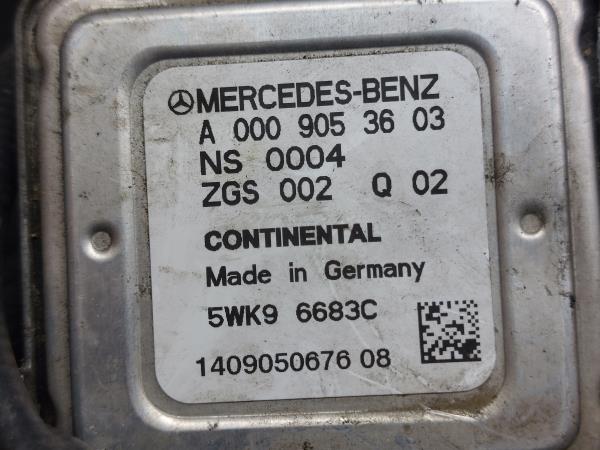 MERCEDES-BENZ
A 000 905 36 03
NS 0004
ZGS 002 Q 02
CONTINENTAL
Made in Germany
5WK9 6683C
1409050676 08